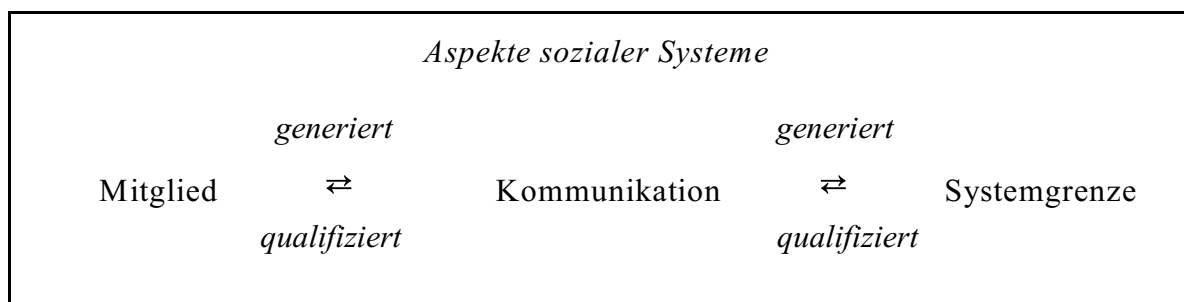 Aspekte sozialer Systeme
generiert generiert
Mitglied ⇄ Kommunikation ⇄ Systemgrenze
qualifiziert qualifiziert